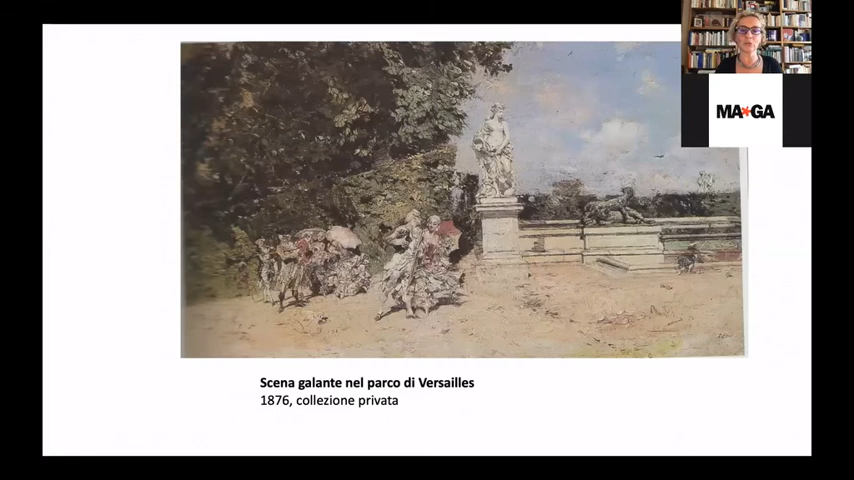 MA*GA
Scena galante nel parco di Versailles
1876, collezione privata